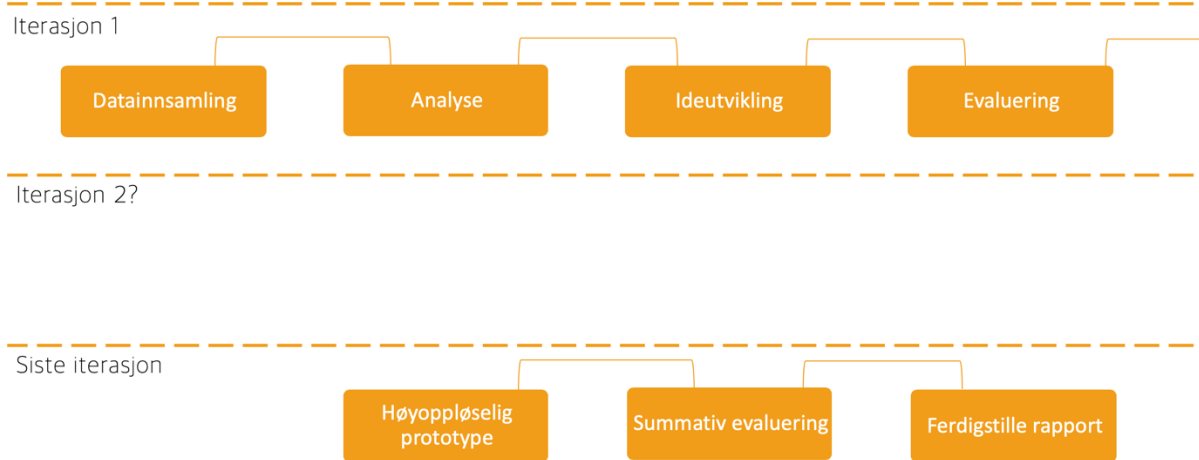 Iterasjon 1
Datainnsamling
Analyse
Ideutvikling
Evaluering
Iterasjon 2?
Siste iterasjon
Høyoppløselig
prototype
Summativ evaluering
Ferdigstille rapport